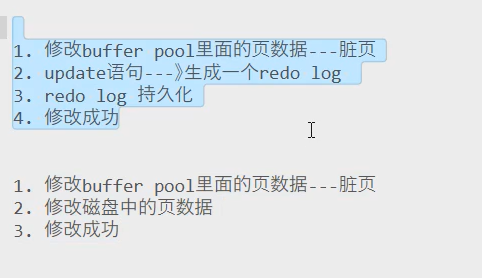 1. 修改buffer pool里面的页数据---脏页
2. update语句---》生成一个redo log
3. redo log 持久化
4. 修改成功
1. 修改buffer pool里面的页数据---脏页
2. 修改磁盘中的页数据
3. 修改成功